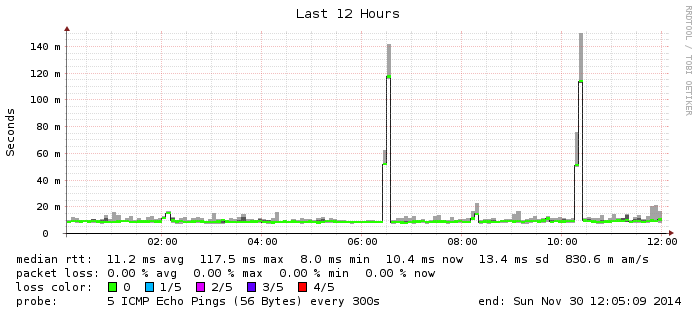 Last 12 Hours
RRDTOOL / TOBI OETIKER
Seconds
140 m
120 m
100 m
80 m
60 m
40 m
20 m
0
02:00 04:00 06:00 08:00 10:00 12:00
median rtt: 11.2 ms avg 117.5 ms max 8.0 ms min 10.4 ms now 13.4 ms sd 830.6 m am/s
packet loss: 0.00 % avg 0.00 % max 0.00 % min 0.00 % now
loss color: 0 1/5 2/5 3/5 4/5
probe: 5 ICMP Echo Pings (56 Bytes) every 300s end: Sun Nov 30 12:05:09 2014